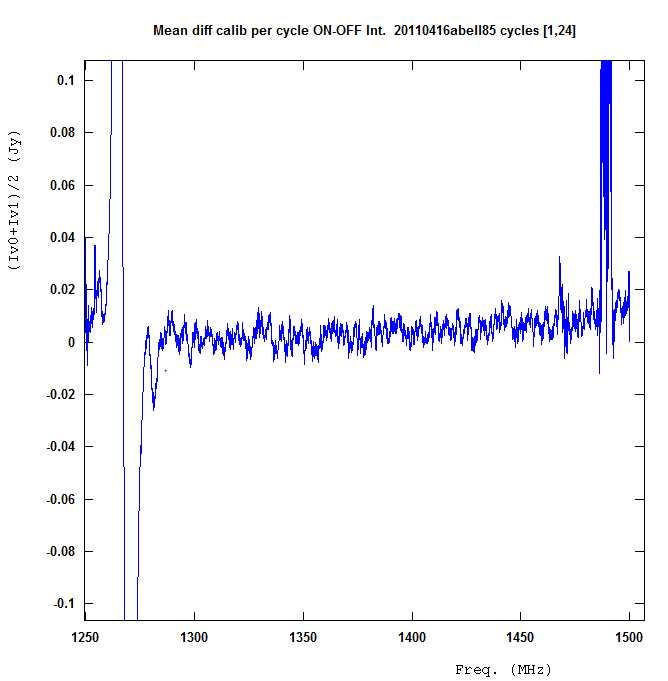 Mean diff calib per cycle ON-OFF Int.  20110416abell85 cycles [1,24]
(Iv0+Iv1)/2 (Jy)
0.1
0.08
0.06
0.04
0.02
0
-0.02
-0.04
-0.06
-0.08
-0.1
1250 1300 1350 1400 1450 1500
Freq. (MHz)